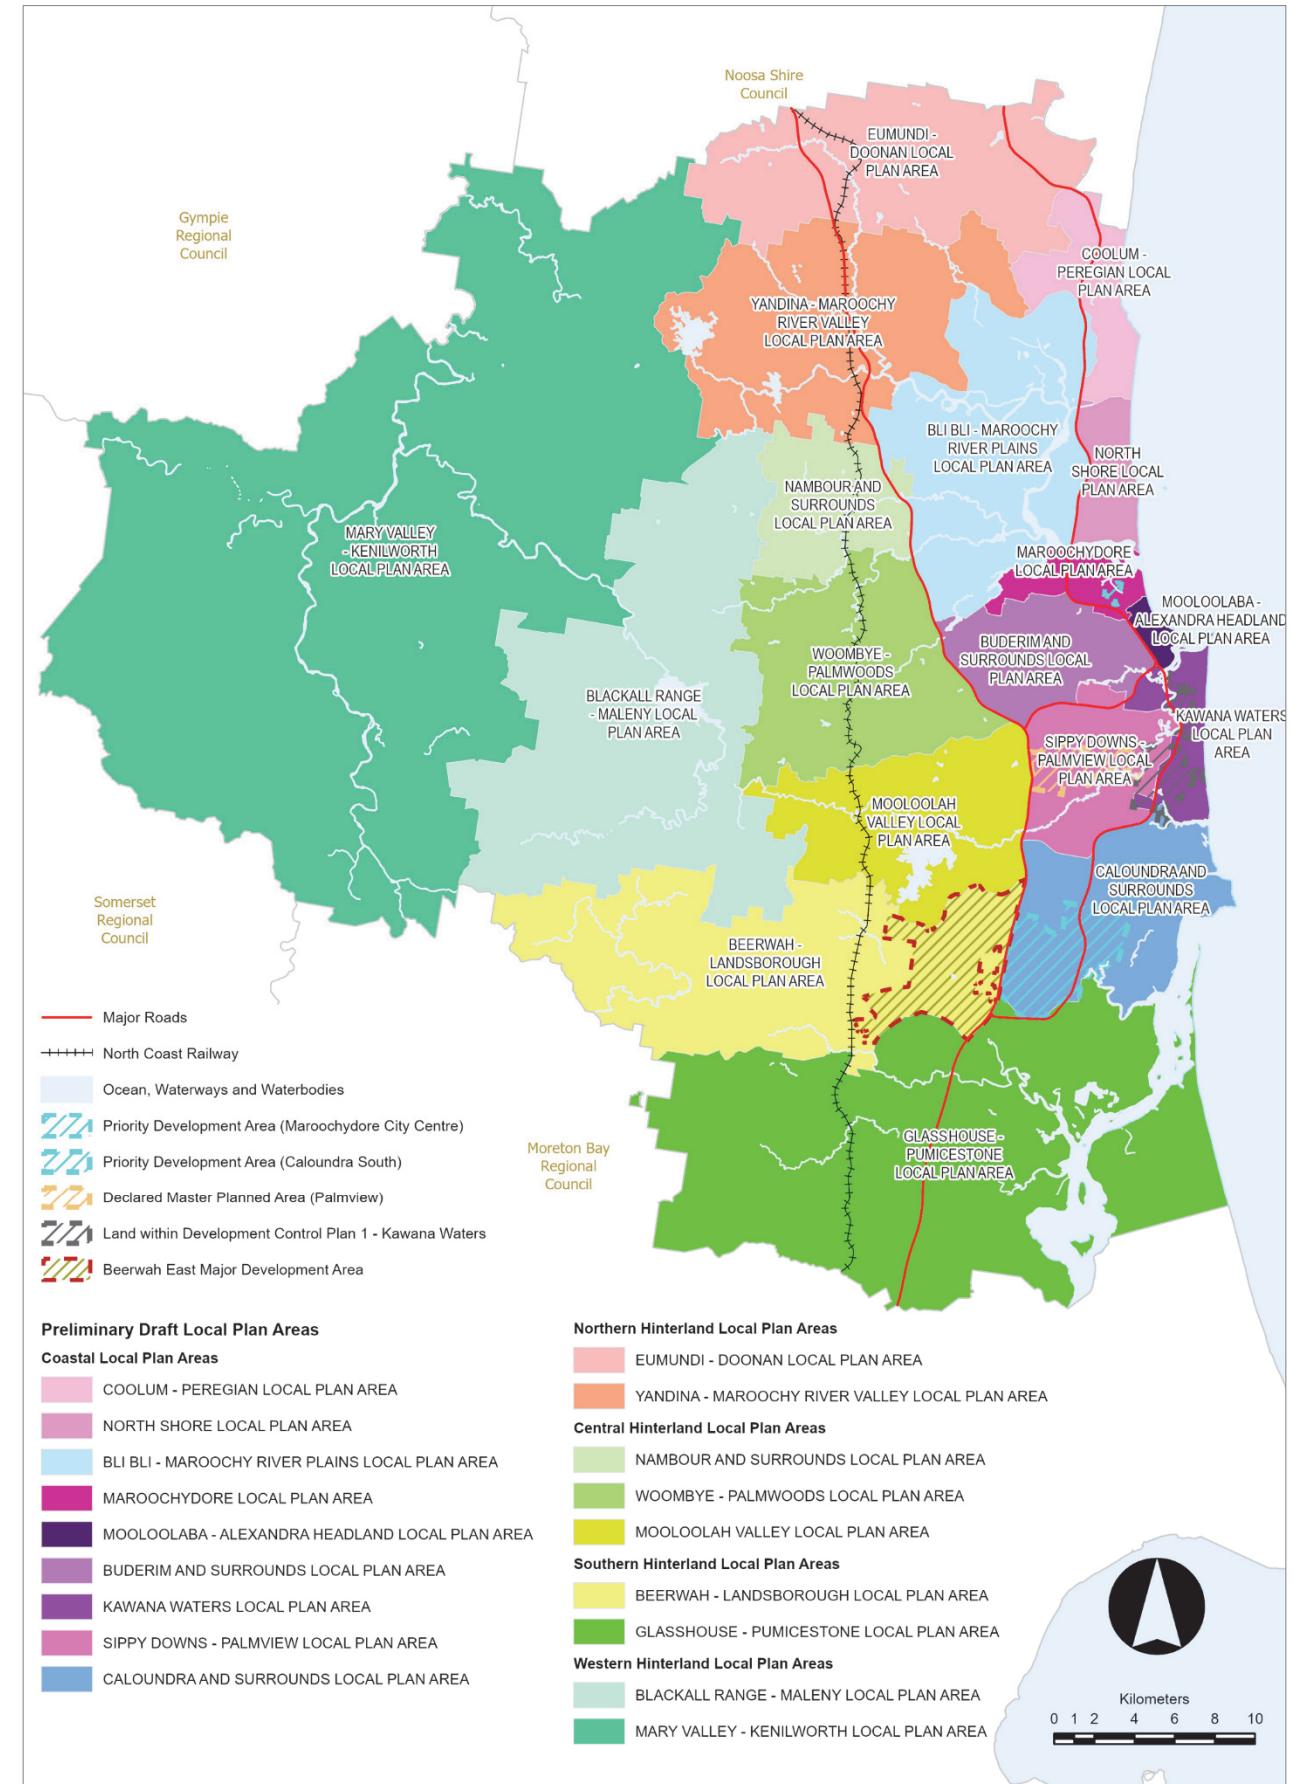 Noosa Shire
Council
EUMUNDI -
DOONAN LOCAL
PLAN AREA
Gympie
Regional
Council
COOLUM -
PEREGIAN LOCAL
PLAN AREA
YANDINA - MAROOCHY
RIVER VALLEY
LOCAL PLAN AREA
BLI BLI - MAROOCHY
RIVER PLAINS
LOCAL PLAN AREA
NORTH
SHORE LOCAL
PLAN AREA
NAMBOUR AND
SURROUNDS
LOCAL PLAN AREA
MARY VALLEY
- KENILWORTH
LOCAL PLAN AREA
MAROOCHYDORE
LOCAL PLAN AREA
MOOLOOLABA -
ALEXANDRA HEADLAND
LOCAL PLAN AREA
BUDERIM AND
SURROUNDS LOCAL
PLAN AREA
WOOMBYE -
PALMWOODS
LOCAL PLAN AREA
BLACKALL RANGE
- MALENY LOCAL
PLAN AREA
KAWANA WATERS
LOCAL PLAN
AREA
SIPPY DOWNS -
PALMVIEW LOCAL
PLAN AREA
MOOLOOLAH
VALLEY LOCAL
PLAN AREA
CALOUNDRA AND
SURROUNDS
LOCAL PLAN AREA
Somerset
Regional
Council
BEERWAH -
LANDSBOROUGH
LOCAL PLAN AREA
GLASSHOUSE -
PUMICESTONE
LOCAL PLAN AREA
Moreton Bay
Regional
Council
Major Roads
North Coast Railway
Ocean, Waterways and Waterbodies
Priority Development Area (Maroochydore City Centre)
Priority Development Area (Caloundra South)
Declared Master Planned Area (Palmview)
Land within Development Control Plan 1 - Kawana Waters
Beerwah East Major Development Area
Preliminary Draft Local Plan Areas
Coastal Local Plan Areas
COOLUM - PEREGIAN LOCAL PLAN AREA
NORTH SHORE LOCAL PLAN AREA
BLI BLI - MAROOCHY RIVER PLAINS LOCAL PLAN AREA
MAROOCHYDORE LOCAL PLAN AREA
MOOLOOLABA - ALEXANDRA HEADLAND LOCAL PLAN AREA
BUDERIM AND SURROUNDS LOCAL PLAN AREA
KAWANA WATERS LOCAL PLAN AREA
SIPPY DOWNS - PALMVIEW LOCAL PLAN AREA
CALOUNDRA AND SURROUNDS LOCAL PLAN AREA
Northern Hinterland Local Plan Areas
EUMUNDI - DOONAN LOCAL PLAN AREA
YANDINA - MAROOCHY RIVER VALLEY LOCAL PLAN AREA
Central Hinterland Local Plan Areas
NAMBOUR AND SURROUNDS LOCAL PLAN AREA
WOOMBYE - PALMWOODS LOCAL PLAN AREA
MOOLOOLAH VALLEY LOCAL PLAN AREA
Southern Hinterland Local Plan Areas
BEERWAH - LANDSBOROUGH LOCAL PLAN AREA
GLASSHOUSE - PUMICESTONE LOCAL PLAN AREA
Western Hinterland Local Plan Areas
BLACKALL RANGE - MALENY LOCAL PLAN AREA
MARY VALLEY - KENILWORTH LOCAL PLAN AREA
Kilometers
0 1 2 4 6 8 10